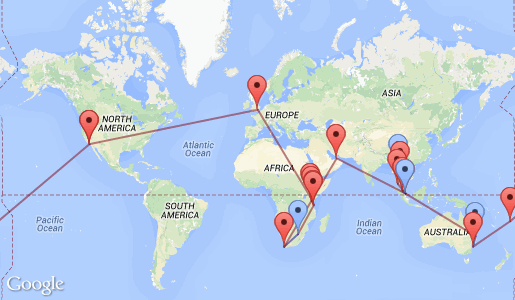 NORTH
AMERICA
EUROPE
ASIA
Atlantic
Ocean
AFRICA
Pacific
Ocean
SOUTH
AMERICA
Indian
Ocean
AUSTRALIA
Google